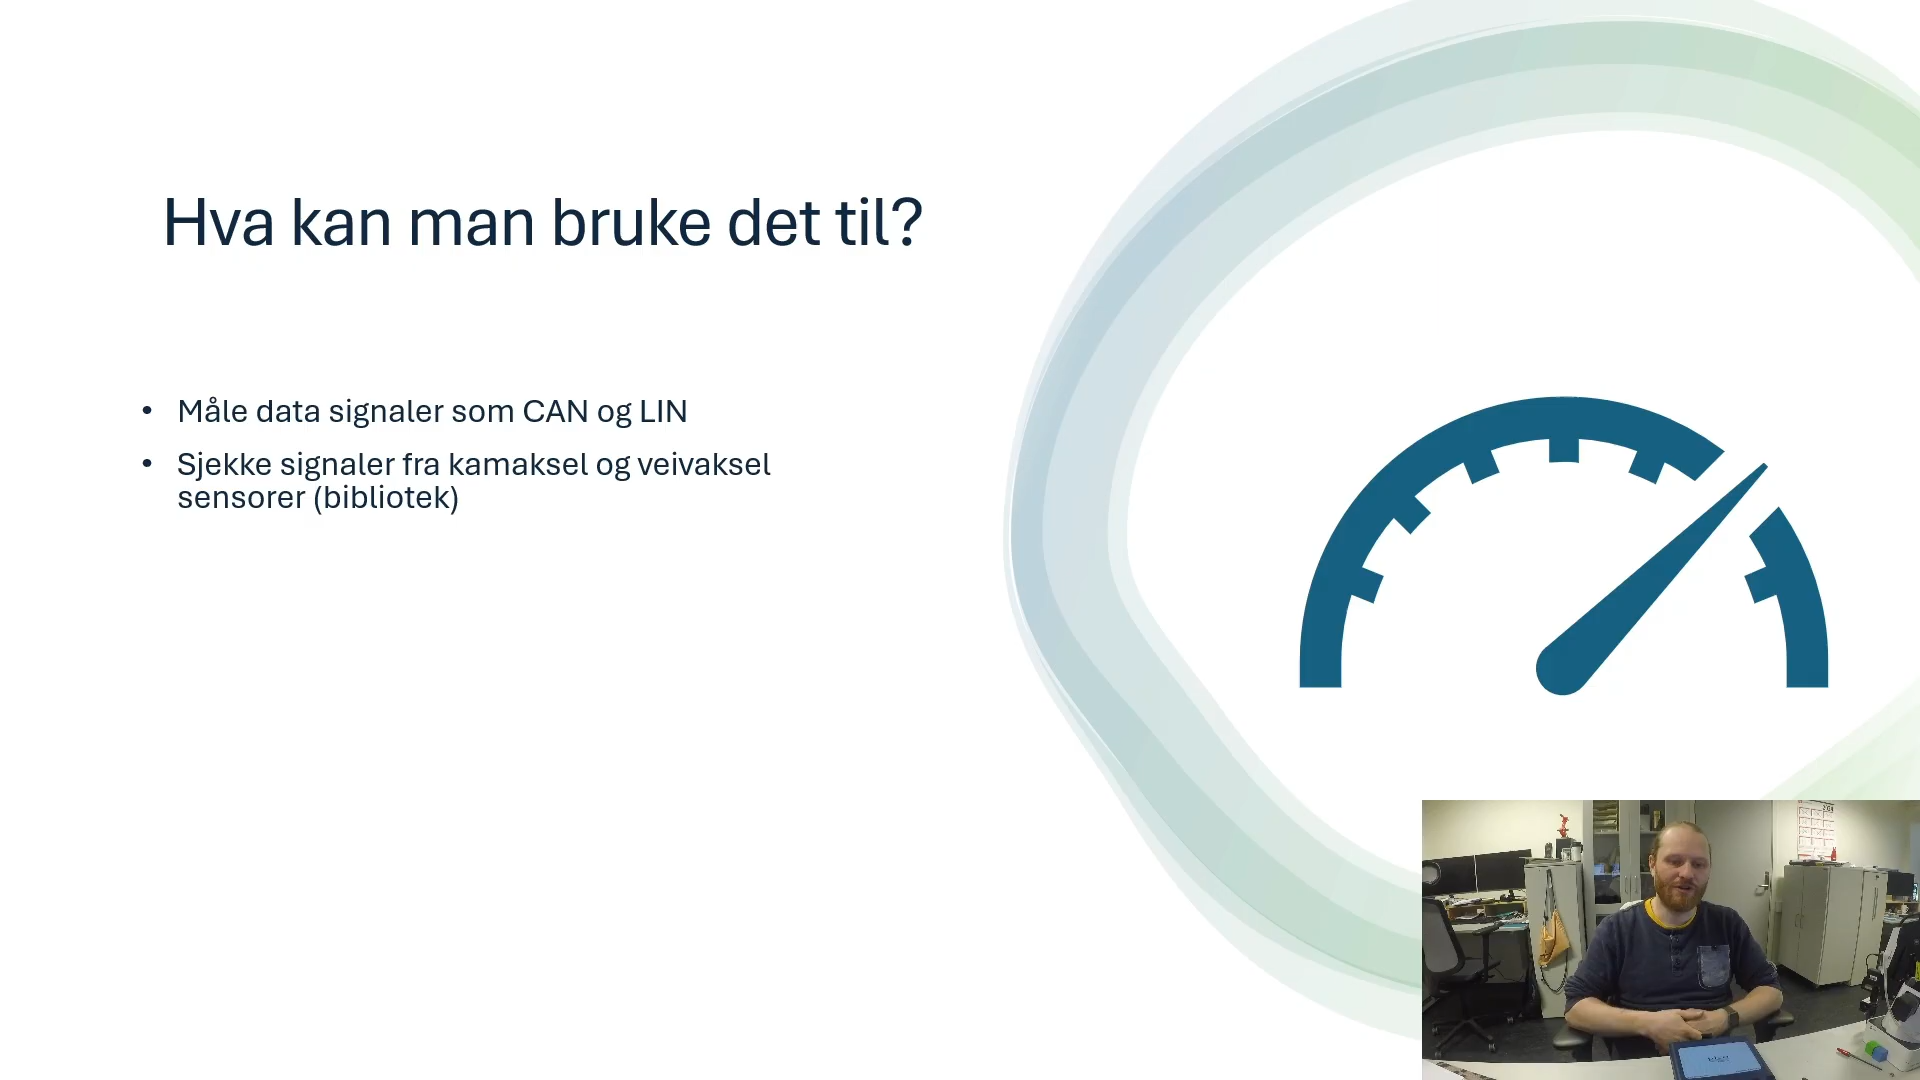 Hva kan man bruke det til?
• Måle data signaler som CAN og LIN
• Sjekke signaler fra kamaksel og veivaksel
sensorer (bibliotek)